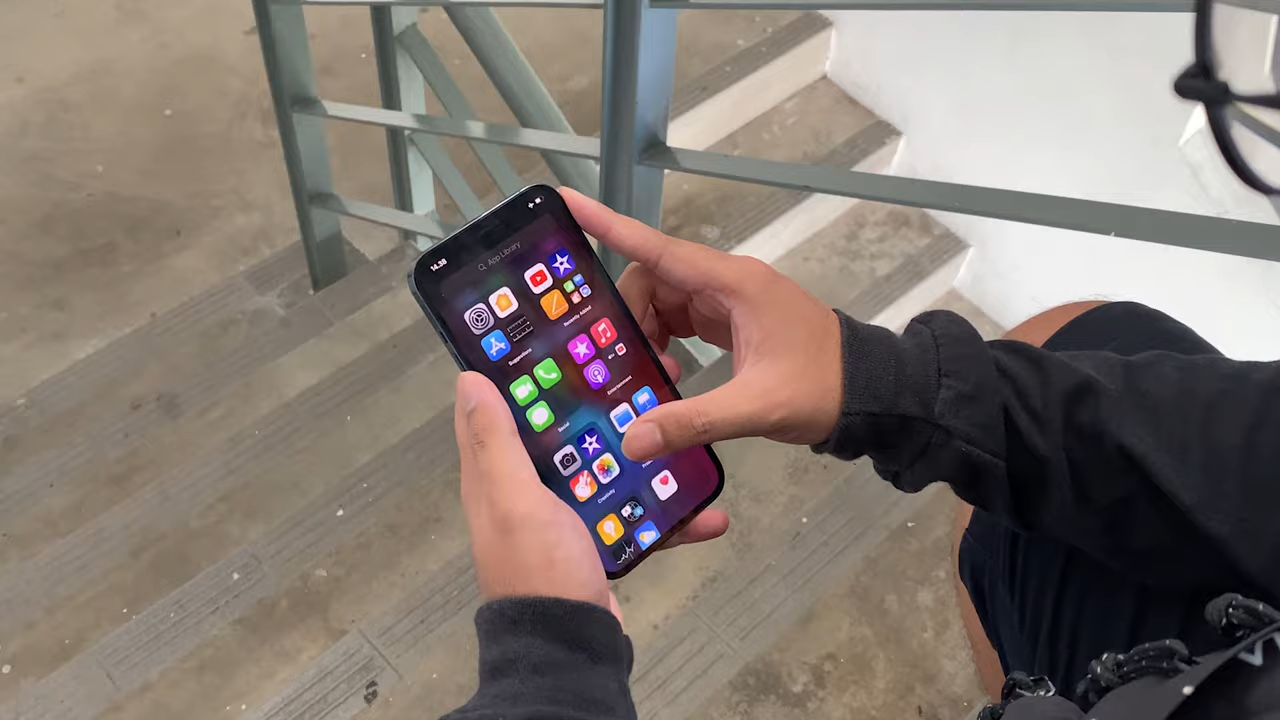 14.38
App Library
Suggestions
Recently Added
Social
Entertainment
Creativity